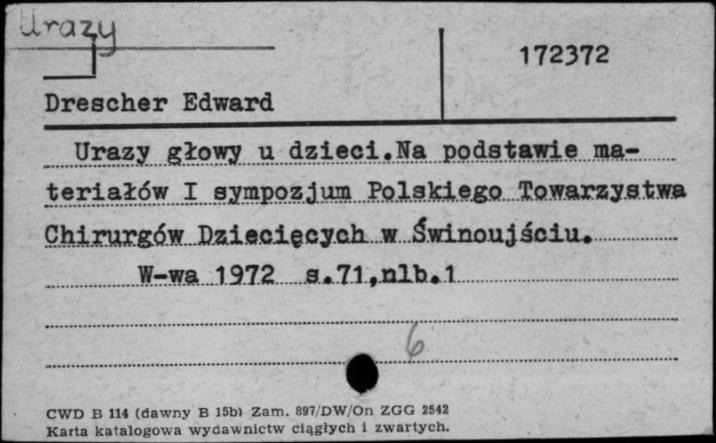 Urazy
172372
Drescher Edward
Urazy głowy u dzieci.Na podstawie ma-
teriałów I sympozjum Polskiego Towarzystwa
Chirurgów Dziecięcych w Świnoujściu.
W-wa 1972 s.71,nlb.1
6
CWD B 114 (dawny B 15b) Zam. 897/DW/On ZGG 2542
Karta katalogowa wydawnictw ciągłych i zwartych.